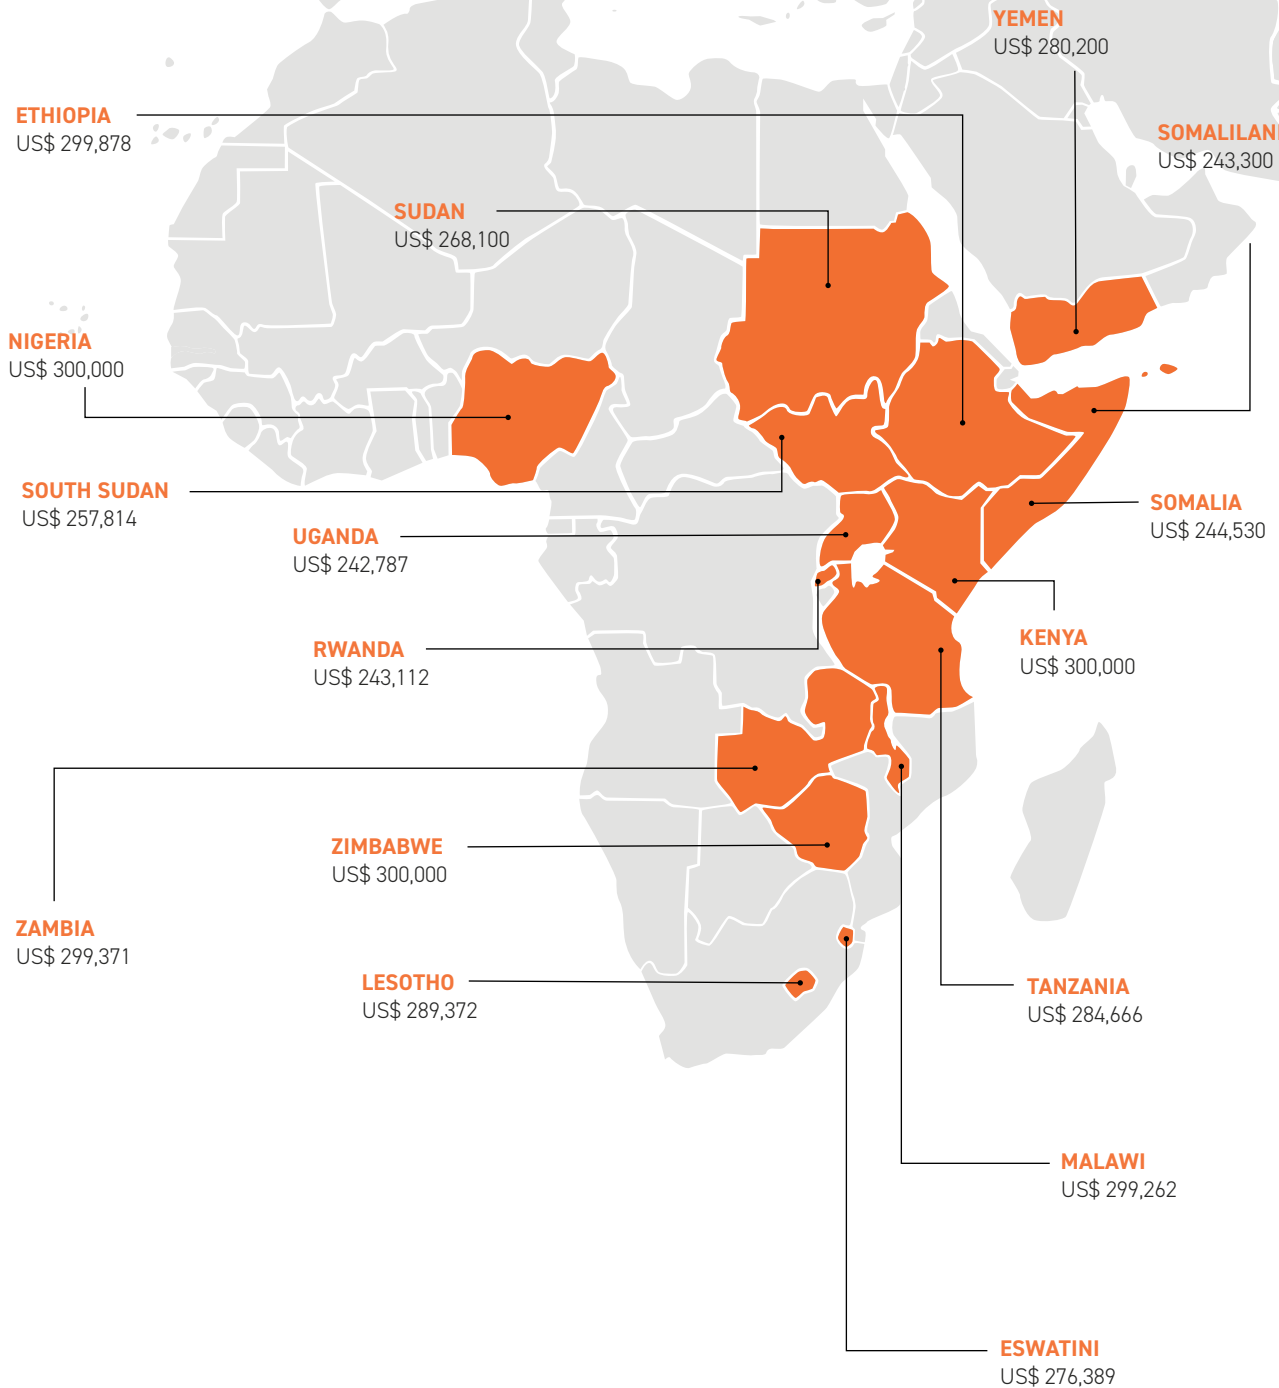 YEMEN
US$ 280,200
ETHIOPIA
US$ 299,878
SOMALILAN
US$ 243,300
SUDAN
US$ 268,100
NIGERIA
US$ 300,000
SOUTH SUDAN
US$ 257,814
SOMALIA
US$ 244,530
UGANDA
US$ 242,787
RWANDA
US$ 243,112
KENYA
US$ 300,000
ZIMBABWE
US$ 300,000
ZAMBIA
US$ 299,371
LESOTHO
US$ 289,372
TANZANIA
US$ 284,666
MALAWI
US$ 299,262
ESWATINI
US$ 276,389